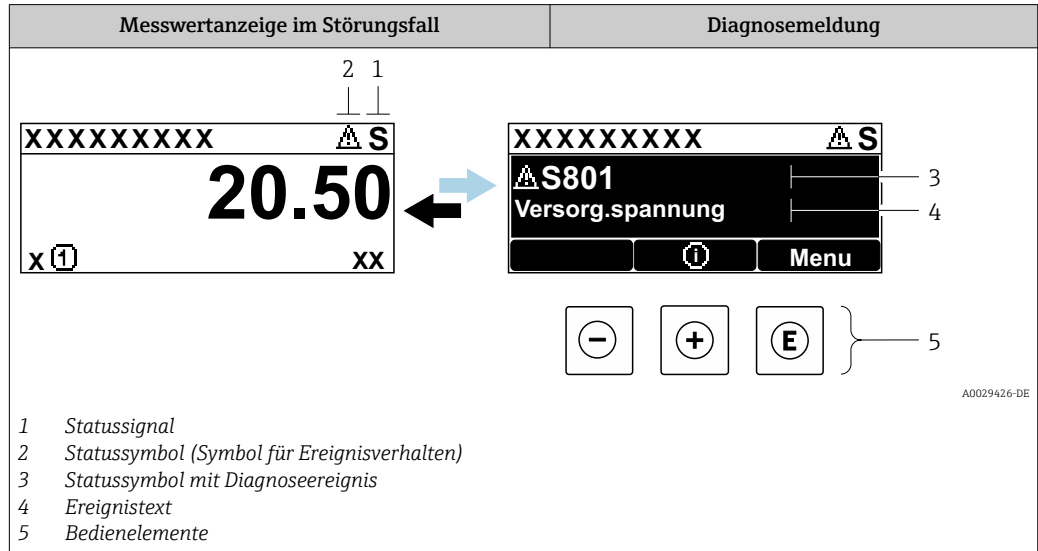 Messwertanzeige im Störungsfall
Diagnosemeldung
2 1
XXXXXXXXX ⚠ S
20.50
x ① xx
XXXXXXXXX ⚠ S
⚠S801
Versorg.spannung
ⓘ Menu
3
4
− + E
5
A0029426-DE
1 Statussignal
2 Statussymbol (Symbol für Ereignisverhalten)
3 Statussymbol mit Diagnoseereignis
4 Ereignistext
5 Bedienelemente